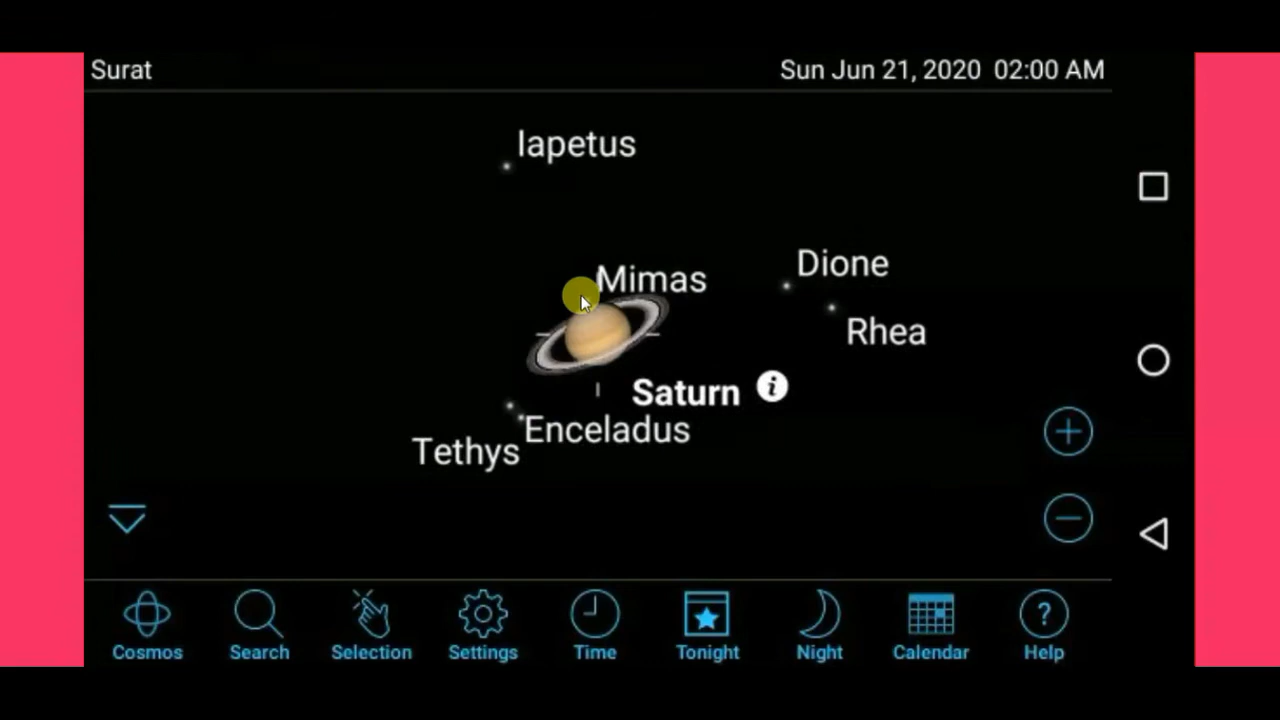 Surat
Sun Jun 21, 2020 02:00 AM
Iapetus
Mimas
Dione
Rhea
Saturn i
Enceladus
Tethys
Cosmos
Search
Selection
Settings
Time
Tonight
Night
Calendar
? 
Help